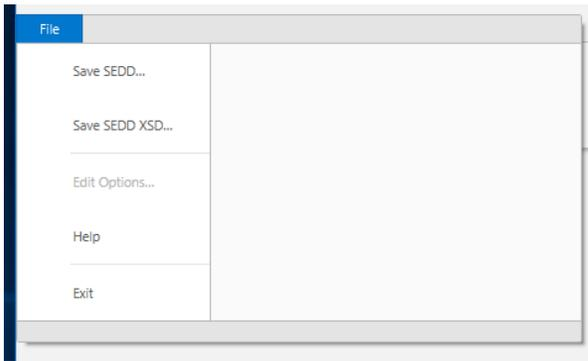 File
Save SEDD...
Save SEDD XSD...
Edit Options...
Help
Exit